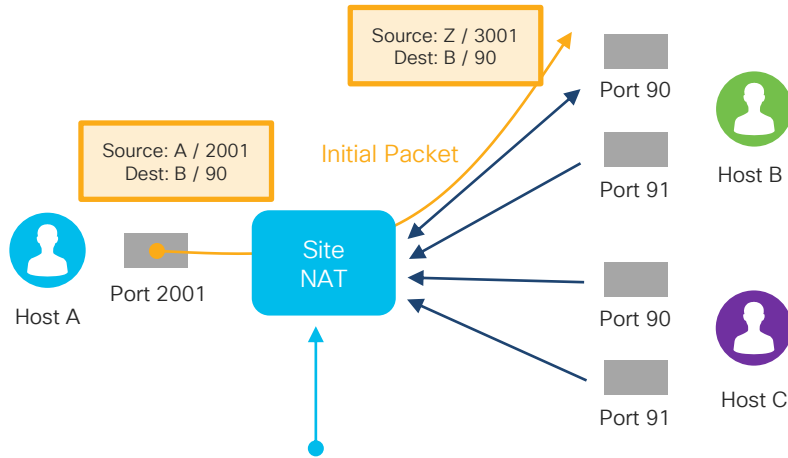 Source: Z / 3001
Dest: B / 90
Port 90
Source: A / 2001
Dest: B / 90
Initial Packet
Host B
Port 91
Site
NAT
Port 2001
Host A
Port 90
Host C
Port 91